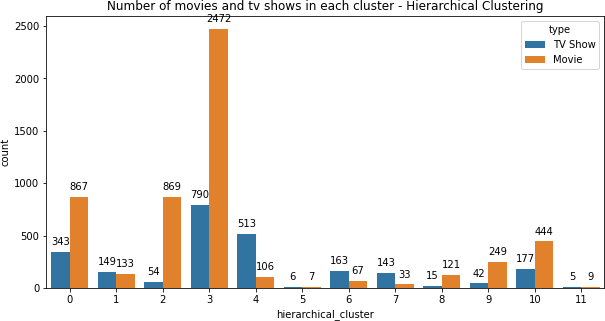 Number of movies and tv shows in each cluster - Hierarchical Clustering
type
TV Show
Movie
count
2500
2000
1500
1000
500
0
343 867
149 133
54 869
790 2472
513 106
6 7
163 67
143 33
15 121
42 249
177 444
5 9
0 1 2 3 4 5 6 7 8 9 10 11
hierarchical_cluster